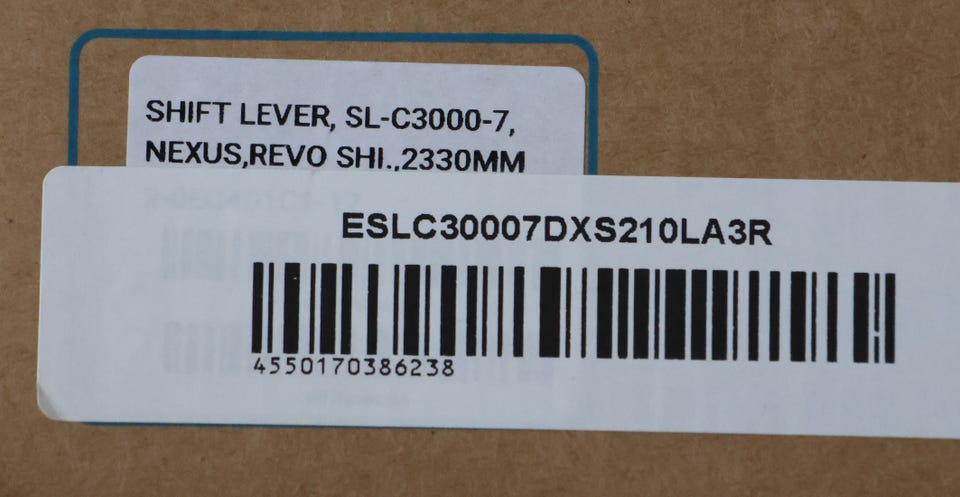 SHIFT LEVER, SL-C3000-7,
NEXUS,REVO SHI.,2330MM
ESLC30007DXS210LA3R
4550170386238